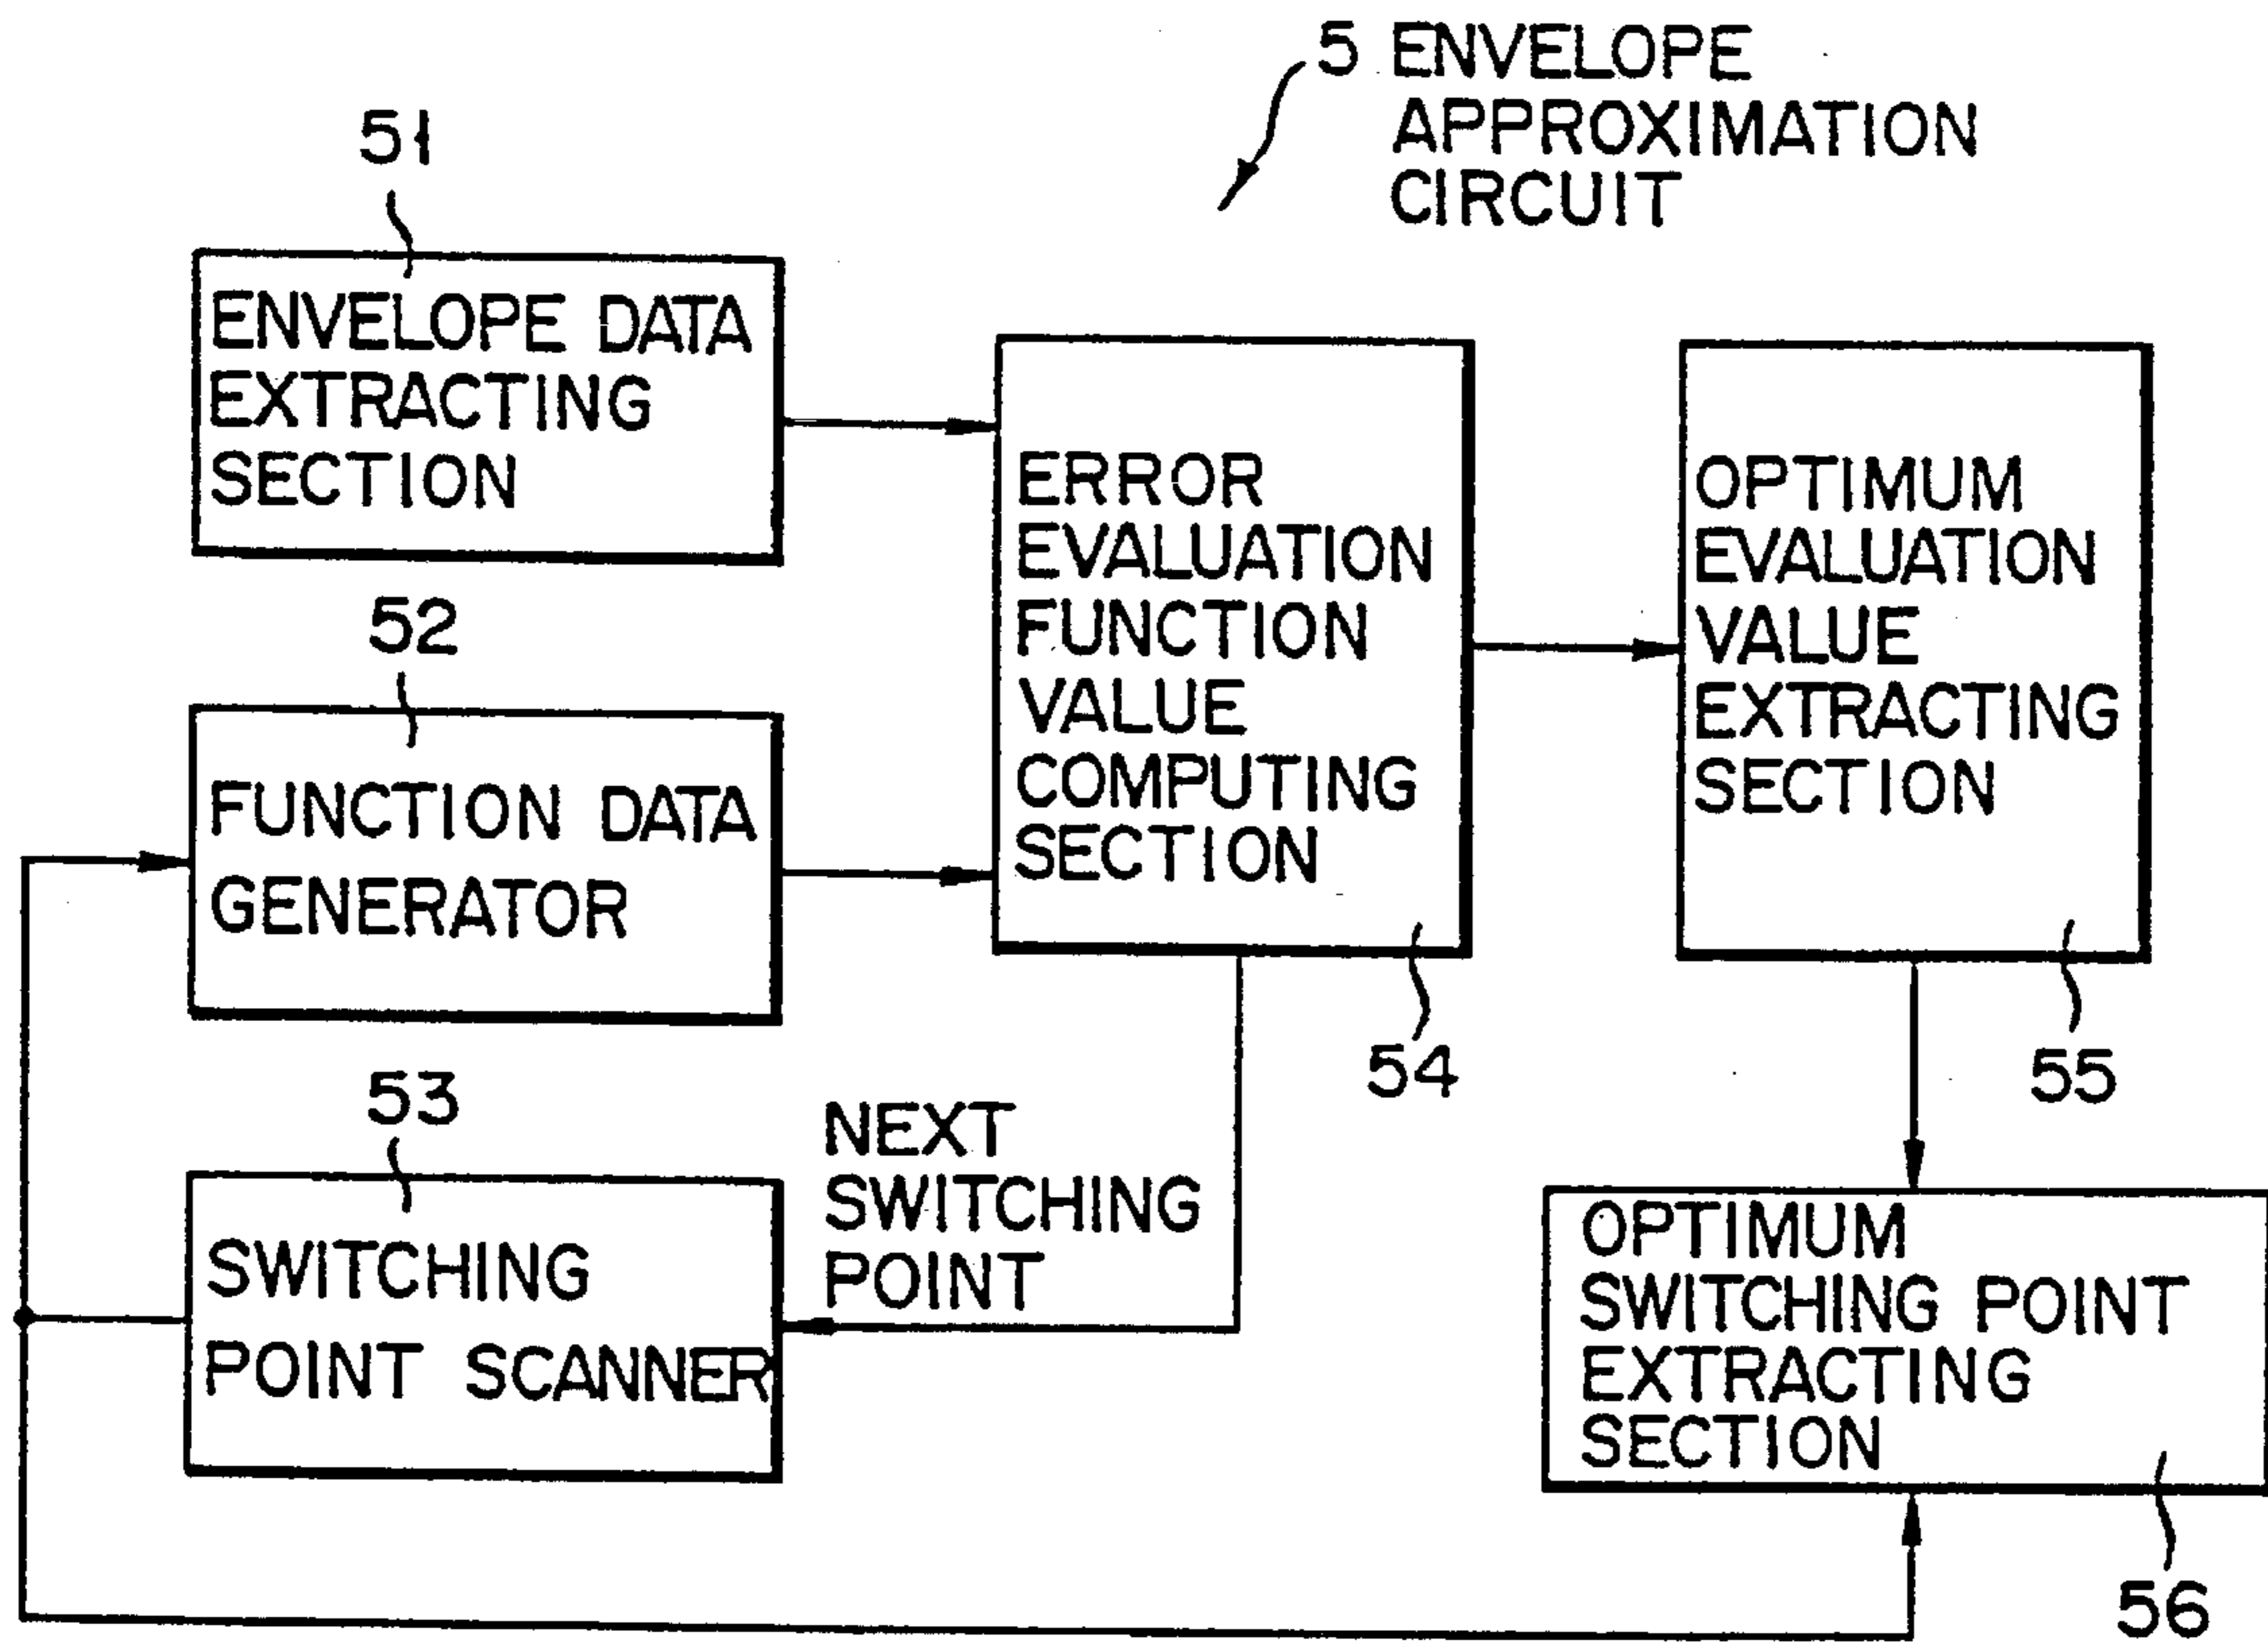 5 ENVELOPE
APPROXIMATION
CIRCUIT
51
ENVELOPE DATA
EXTRACTING
SECTION
52
FUNCTION DATA
GENERATOR
53
SWITCHING
POINT SCANNER
ERROR
EVALUATION
FUNCTION
VALUE
COMPUTING
SECTION
54
NEXT
SWITCHING
POINT
OPTIMUM
EVALUATION
VALUE
EXTRACTING
SECTION
55
OPTIMUM
SWITCHING POINT
EXTRACTING
SECTION
56